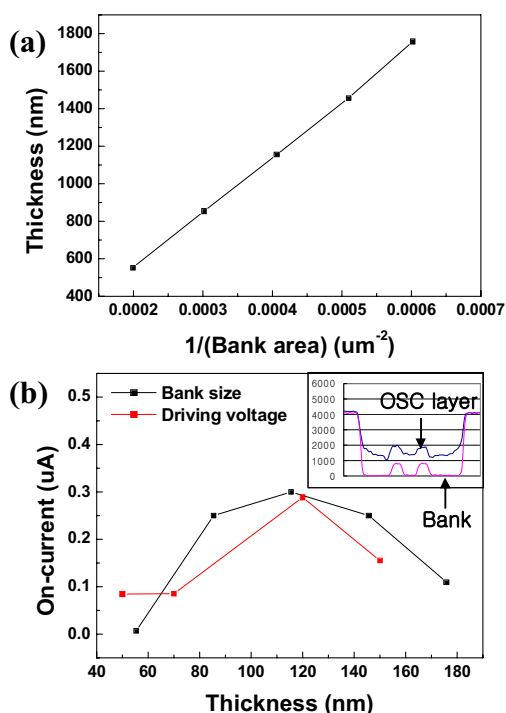 (a)
Thickness (nm)
1800
1600
1400
1200
1000
800
600
400
0.0002 0.0003 0.0004 0.0005 0.0006 0.0007
1/(Bank area) (um⁻²)
(b)
On-current (uA)
0.5
0.4
0.3
0.2
0.1
0.0
Bank size
Driving voltage
6000
5000
4000
3000
2000
1000
0
OSC layer
Bank
40 60 80 100 120 140 160 180
Thickness (nm)